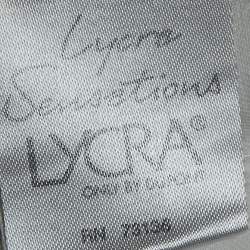 Lycra
Sensations
LYCRA®
ONLY BY DUPONT
RN 73136